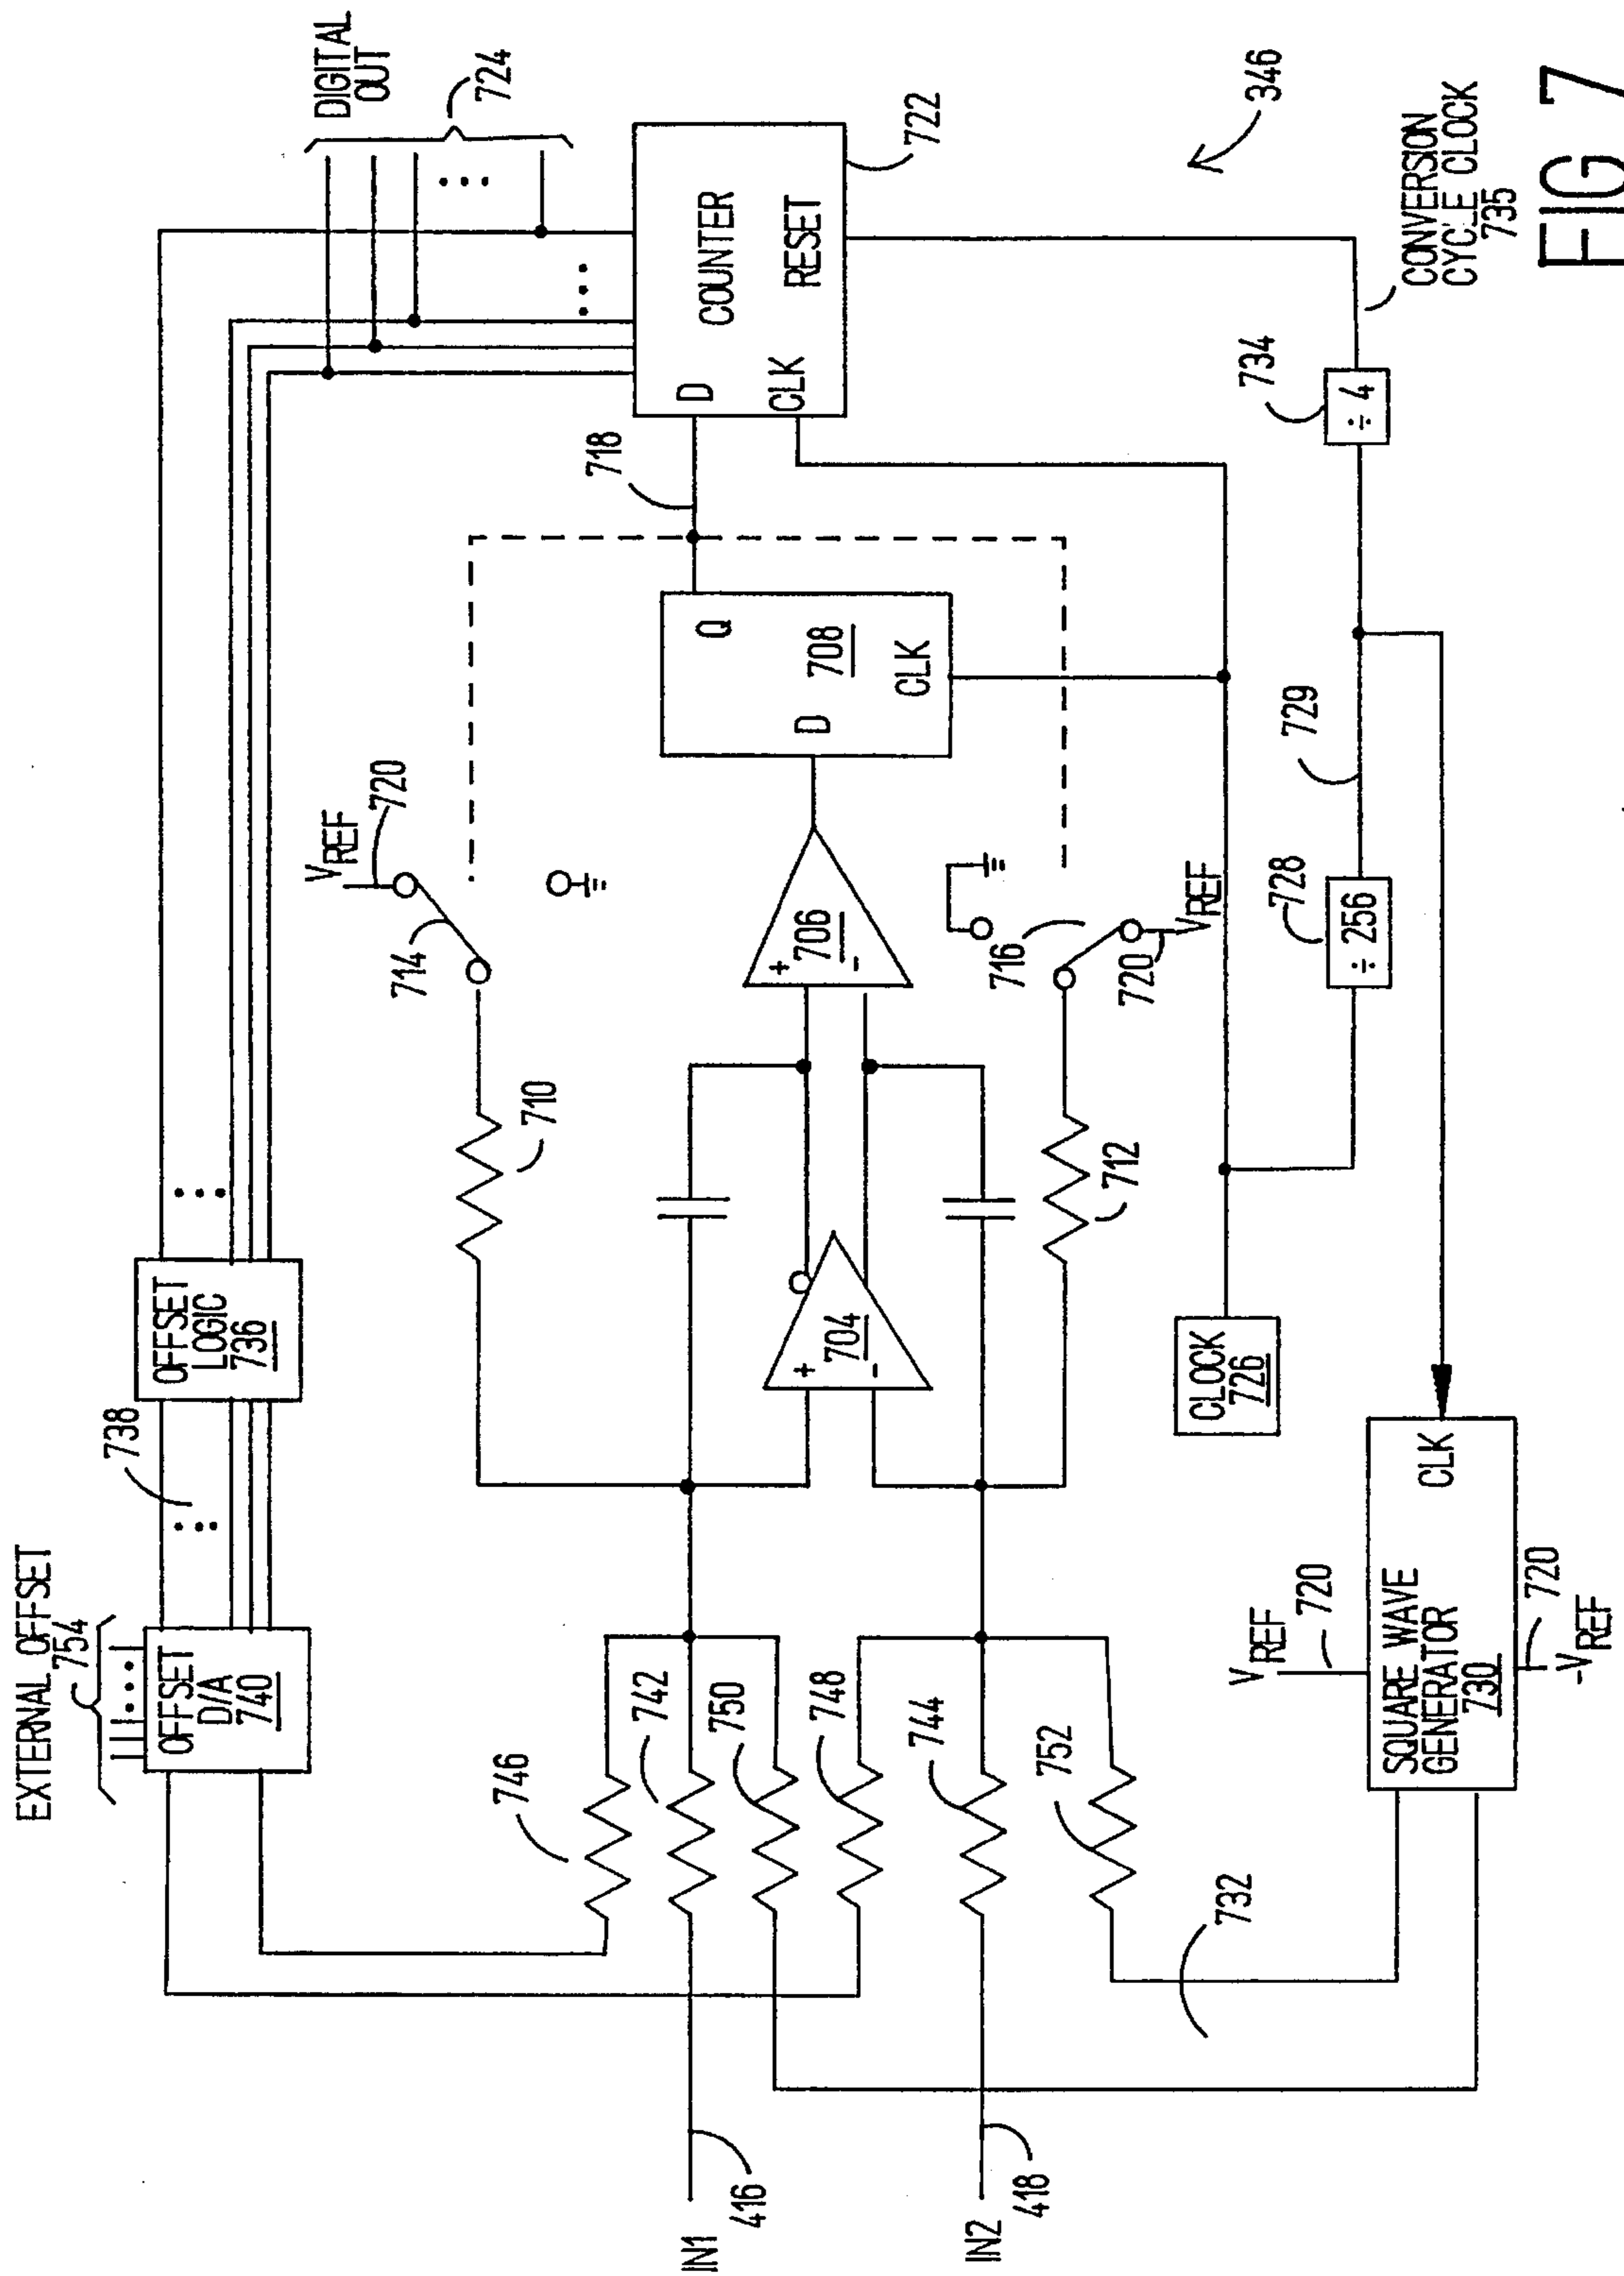 EXTERNAL OFFSET
754
OFFSET
D/A
740
738
OFFSET
LOGIC
736
DIGITAL
OUT
724
746
742
750
748
744
752
732
IN1
416
IN2
418
710
714
VREF
720
+
-
704
+
-
706
D
Q
708
CLK
718
D
COUNTER
CLK
RESET
722
712
716
720
VREF
CLOCK
726
728
÷ 256
729
734
÷ 4
CONVERSION
CYCLE CLOCK
735
346
VREF
720
SQUARE WAVE
GENERATOR
730
CLK
720
-VREF
FIG 7